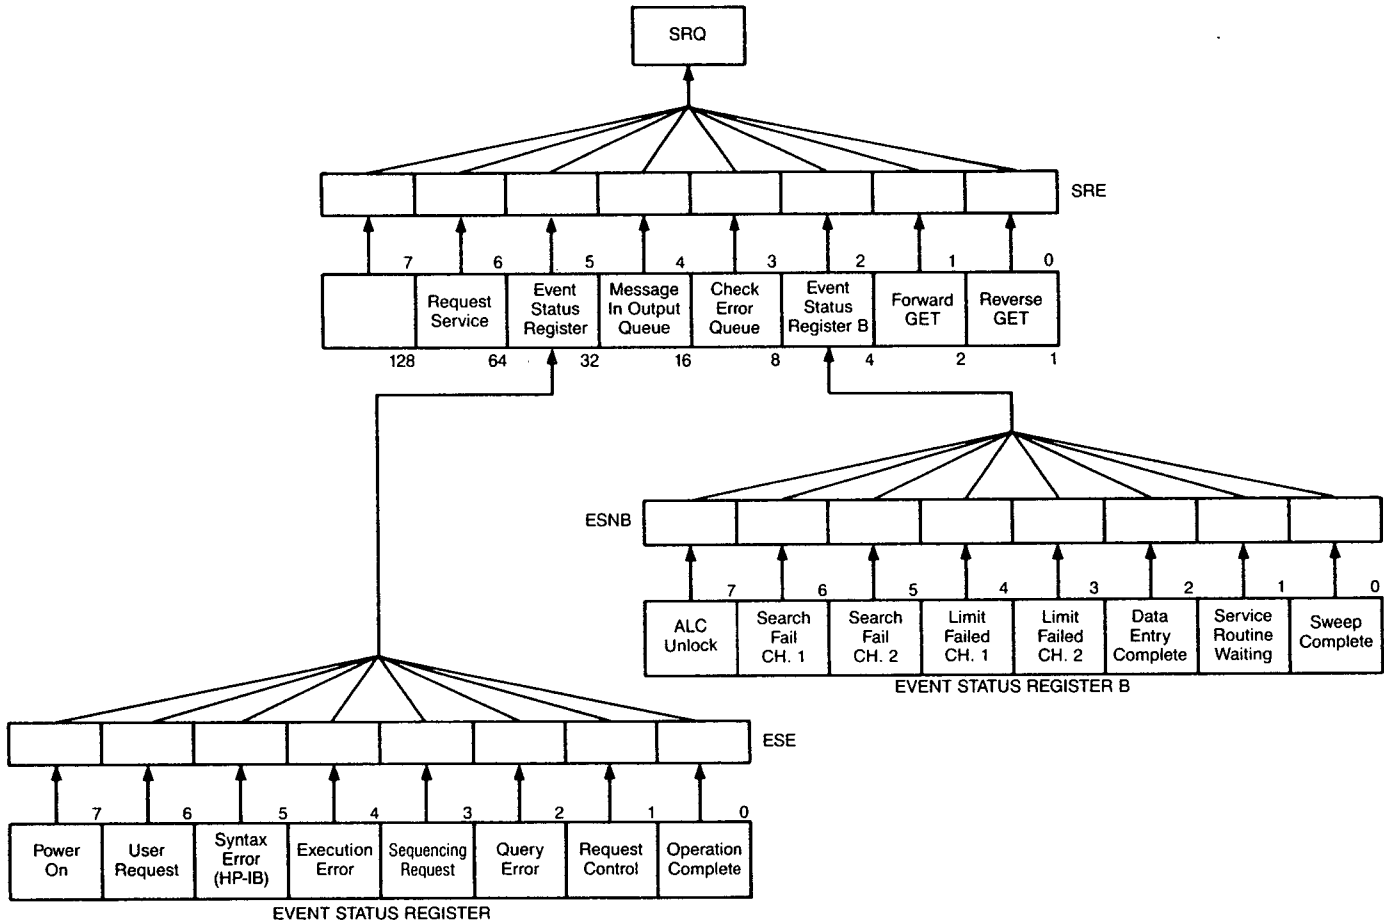 SRQ
SRE
7 6 5 4 3 2 1 0
Request
Service
Event
Status
Register
Message
In Output
Queue
Check
Error
Queue
Event
Status
Register B
Forward
GET
Reverse
GET
128 64 32 16 8 4 2 1
ESNB
7 6 5 4 3 2 1 0
ALC
Unlock
Search
Fail
CH. 1
Search
Fail
CH. 2
Limit
Failed
CH. 1
Limit
Failed
CH. 2
Data
Entry
Complete
Service
Routine
Waiting
Sweep
Complete
EVENT STATUS REGISTER B
ESE
7 6 5 4 3 2 1 0
Power
On
User
Request
Syntax
Error
(HP-IB)
Execution
Error
Sequencing
Request
Query
Error
Request
Control
Operation
Complete
EVENT STATUS REGISTER